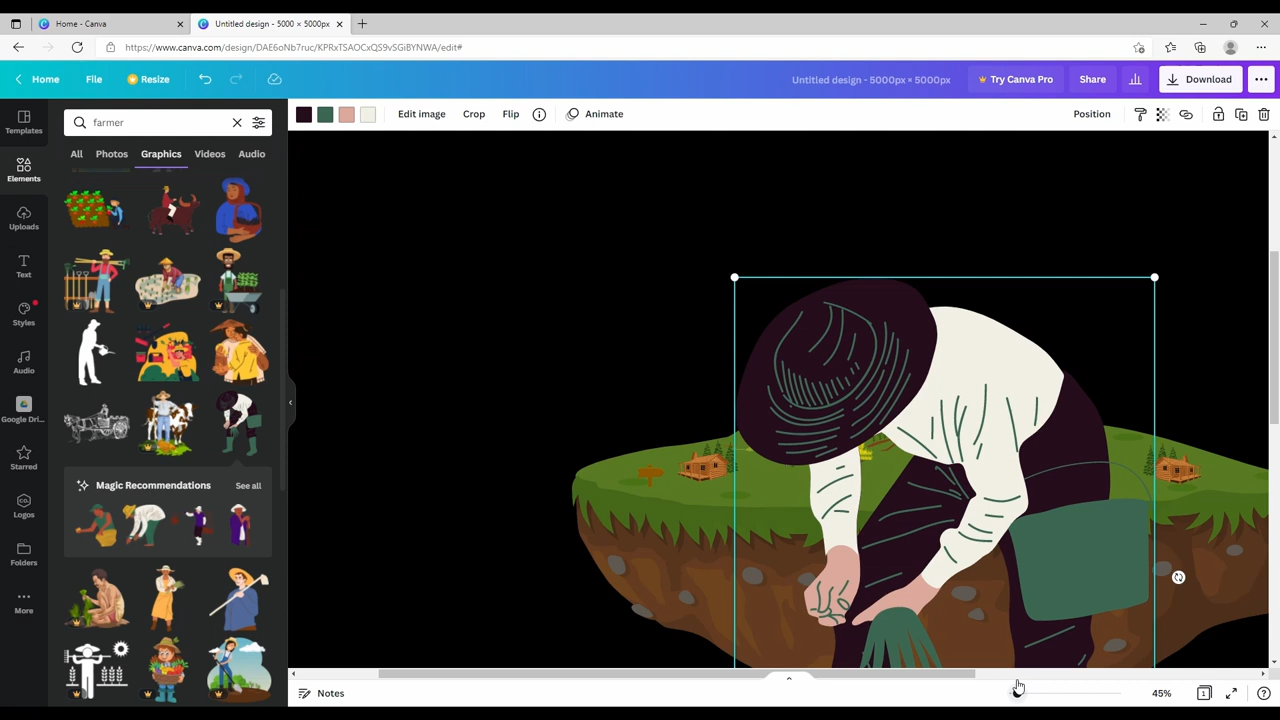 Home - Canva
Untitled design - 5000 × 5000px
https://www.canva.com/design/DAE6oNb7ruc/KPRxTSAOCxQS9vSGiBYNWA/edit#
Home
File
Resize
Untitled design - 5000px × 5000px
Try Canva Pro
Share
Download
Templates
Elements
Uploads
Text
Styles
Audio
Google Dri...
Starred
Logos
Folders
More
farmer
All
Photos
Graphics
Videos
Audio
Magic Recommendations
See all
Edit image
Crop
Flip
Animate
Position
Notes
45%
1